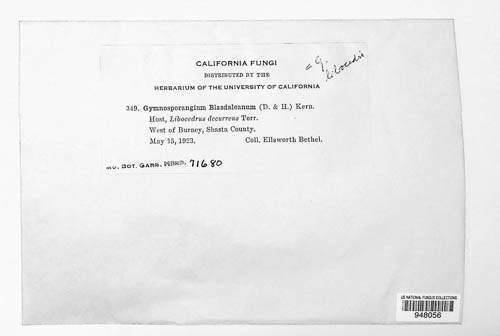 CALIFORNIA FUNGI
DISTRIBUTED BY THE
HERBARIUM OF THE UNIVERSITY OF CALIFORNIA
= G. libocedri
349. Gymnosporangium Blasdaleanum (D. & H.) Kern.
Host, Libocedrus decurrens Torr.
West of Burney, Shasta County.
May 15, 1923. Coll. Ellsworth Bethel.
MO. BOT. GARD. 71680
US NATIONAL FUNGUS COLLECTIONS
948056